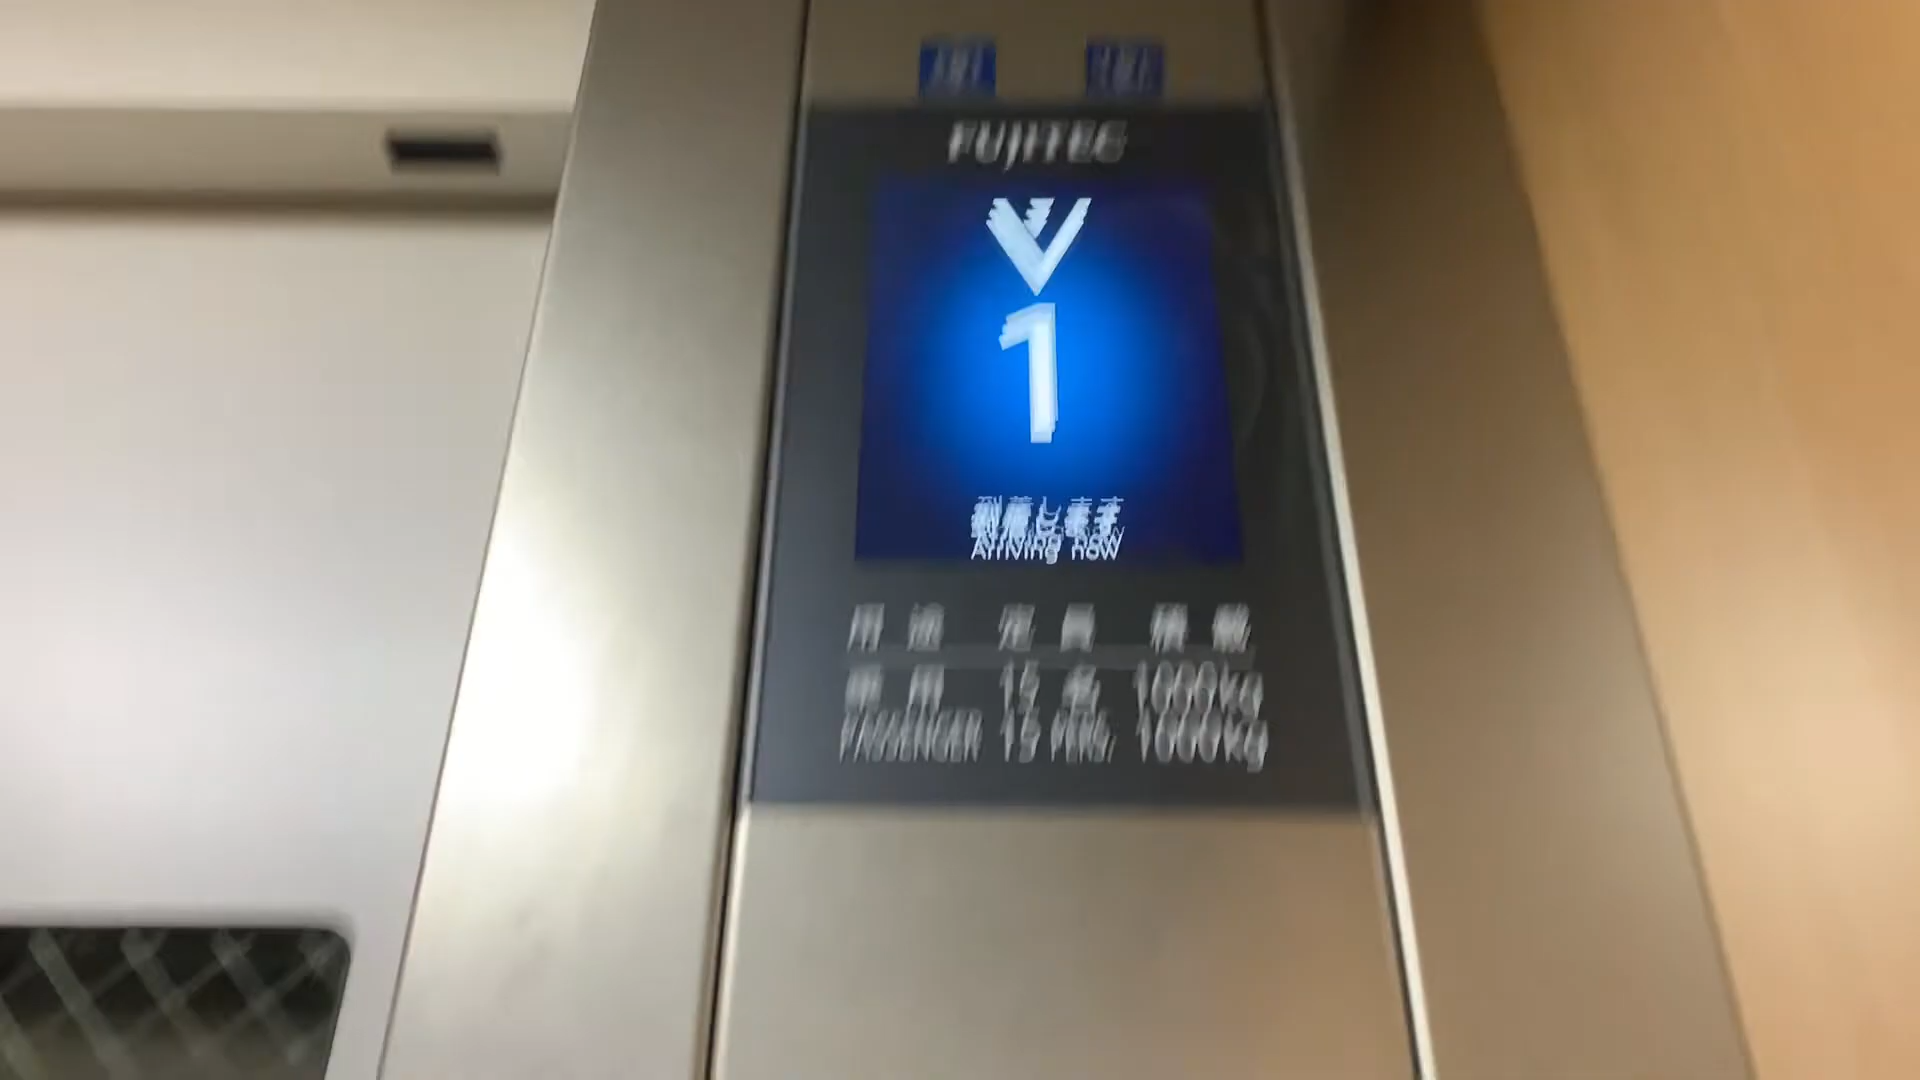 FUJITEC
1
到着します
Arriving now
用途 定員 積載
乗用 15名 1000kg
PASSENGER 15 PERS. 1000kg